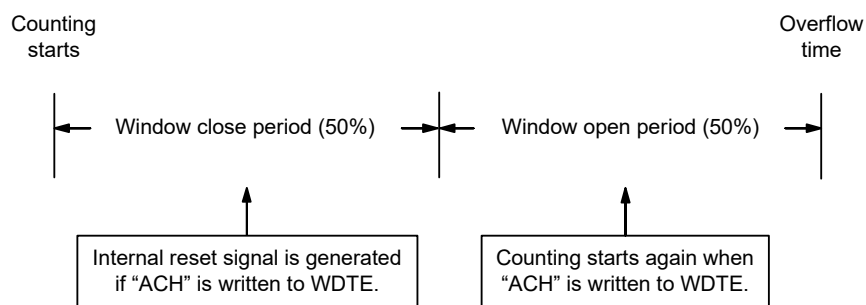 Counting
starts
Overflow
time
Window close period (50%)
Window open period (50%)
Internal reset signal is generated
if “ACH” is written to WDTE.
Counting starts again when
“ACH” is written to WDTE.